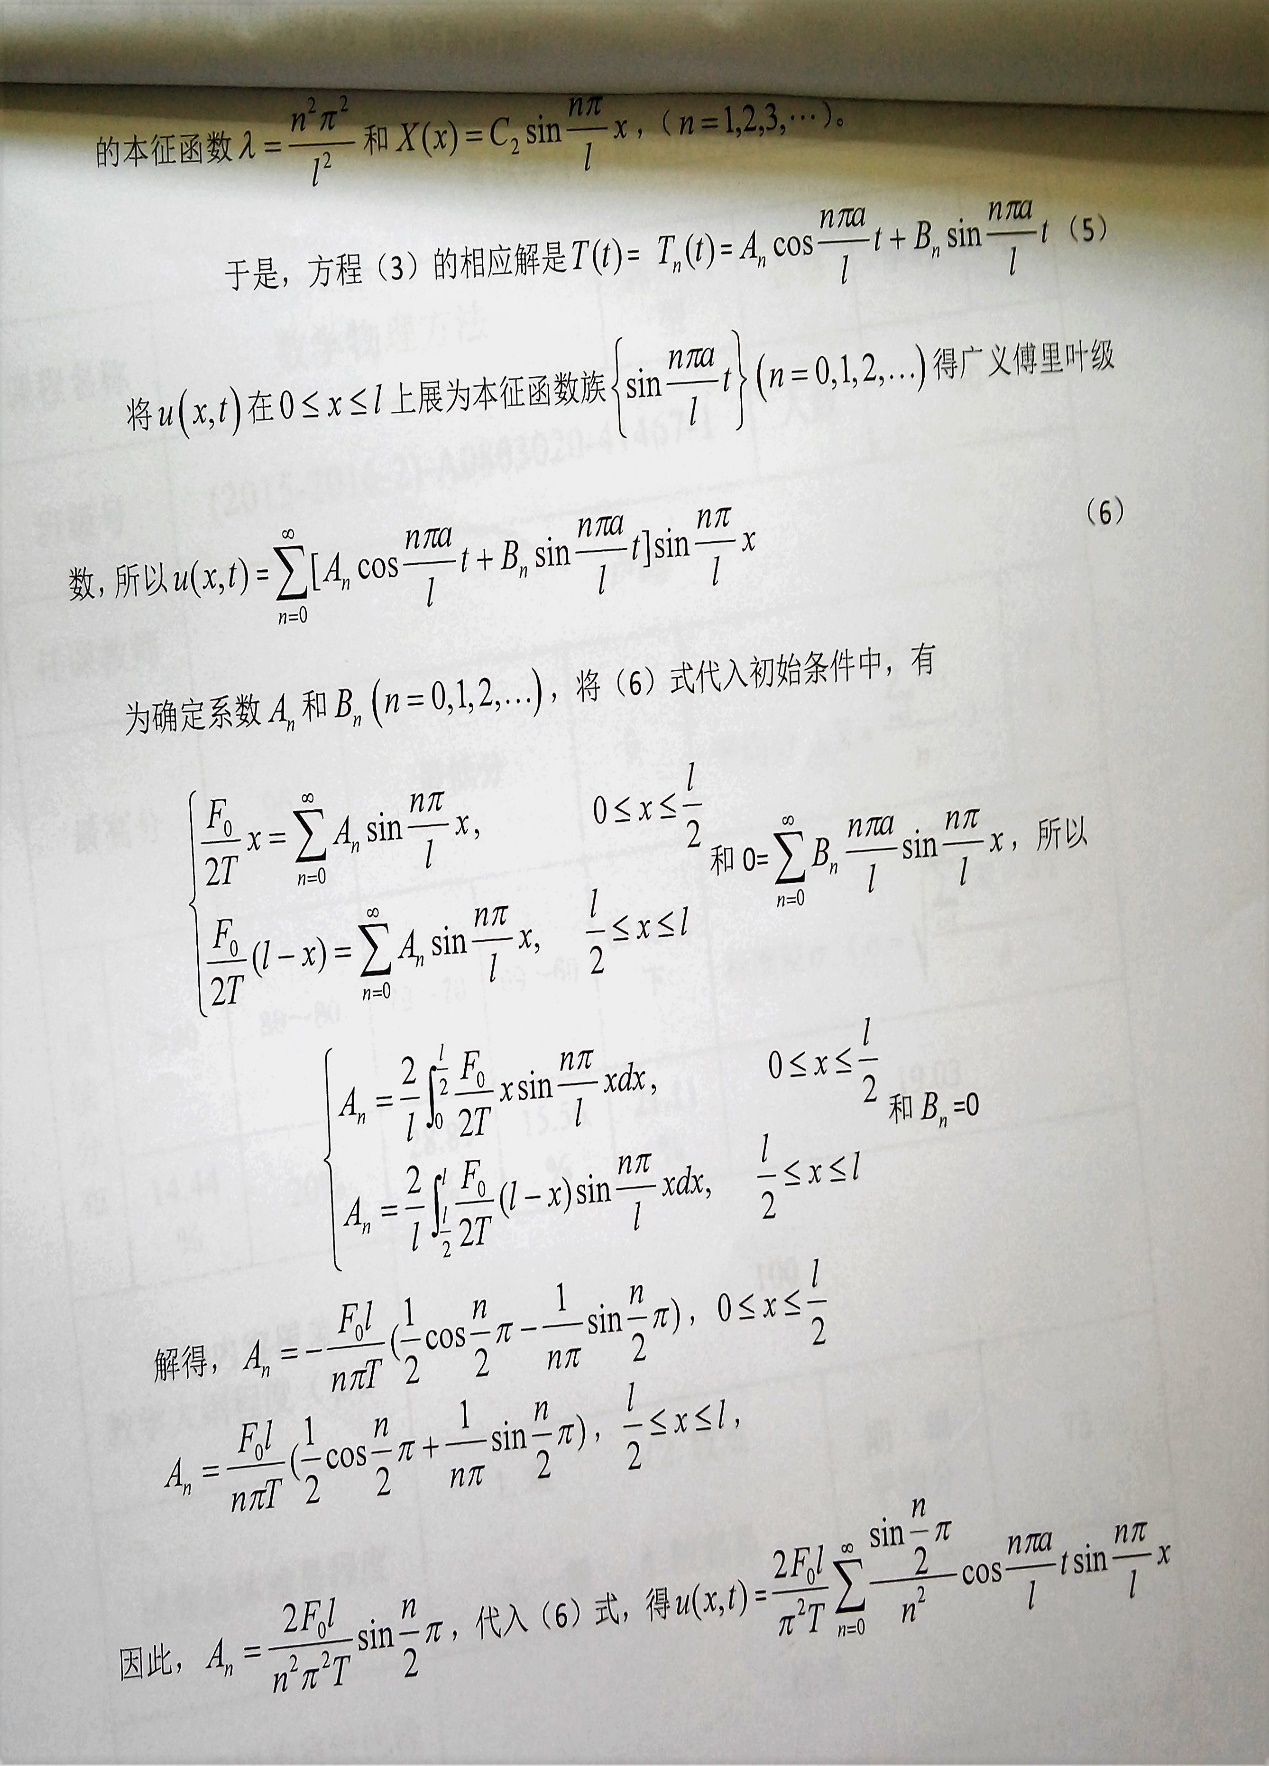 的本征函数 λ = n²π²/l² 和 X(x) = C₂ sin (nπ/l) x，（n = 1,2,3,⋯）。
于是，方程（3）的相应解是 T(t) = Tₙ(t) = Aₙ cos (nπa/l) t + Bₙ sin (nπa/l) t（5）
将 u(x,t) 在 0 ≤ x ≤ l 上展为本征函数族 {sin (nπa/l) t} (n = 0,1,2,…) 得广义傅里叶级
数，所以 u(x,t) = ∑_{n=0}^{∞} [Aₙ cos (nπa/l) t + Bₙ sin (nπa/l) t] sin (nπ/l) x （6）
为确定系数 Aₙ 和 Bₙ (n = 0,1,2,…)，将（6）式代入初始条件中，有
{ (F₀/2T) x = ∑_{n=0}^{∞} Aₙ sin (nπ/l) x, 0 ≤ x ≤ l/2
(F₀/2T)(l − x) = ∑_{n=0}^{∞} Aₙ sin (nπ/l) x, l/2 ≤ x ≤ l
和 0= ∑_{n=0}^{∞} Bₙ (nπa/l) sin (nπ/l) x，所以
{ Aₙ = (2/l) ∫_{0}^{l/2} (F₀/2T) x sin (nπ/l) xdx, 0 ≤ x ≤ l/2
Aₙ = (2/l) ∫_{l/2}^{l} (F₀/2T)(l − x) sin (nπ/l) xdx, l/2 ≤ x ≤ l
和 Bₙ =0
解得，Aₙ = −(F₀l/nπT)((1/2) cos (n/2) π − (1/nπ) sin (n/2) π)，0 ≤ x ≤ l/2
Aₙ = (F₀l/nπT)((1/2) cos (n/2) π + (1/nπ) sin (n/2) π)，l/2 ≤ x ≤ l，
因此，Aₙ = (2F₀l/n²π²T) sin (n/2) π，代入（6）式，得 u(x,t) = (2F₀l/π²T) ∑_{n=0}^{∞} (sin (n/2) π / n²) cos (nπa/l) t sin (nπ/l) x